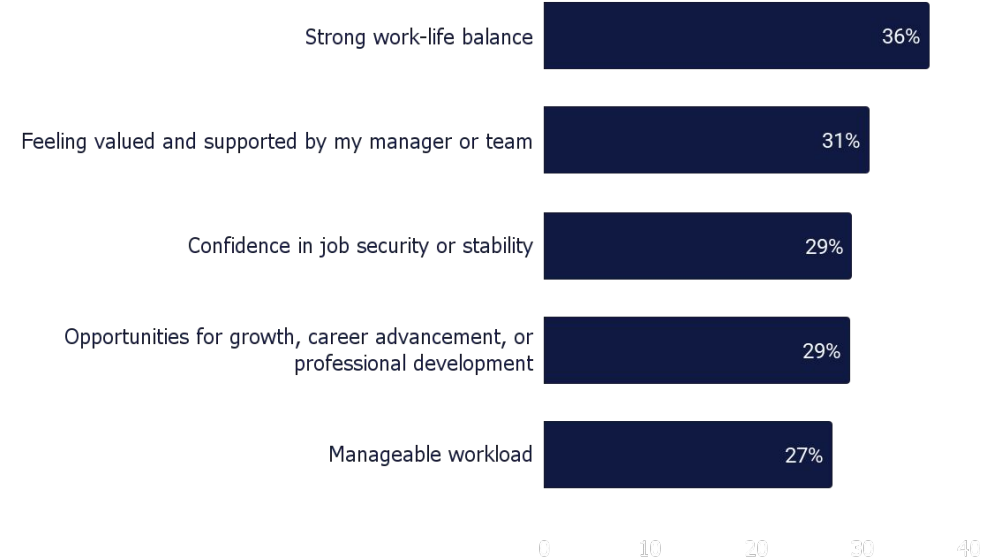 Strong work-life balance 36%
Feeling valued and supported by my manager or team 31%
Confidence in job security or stability 29%
Opportunities for growth, career advancement, or
professional development 29%
Manageable workload 27%
0 10 20 30 40